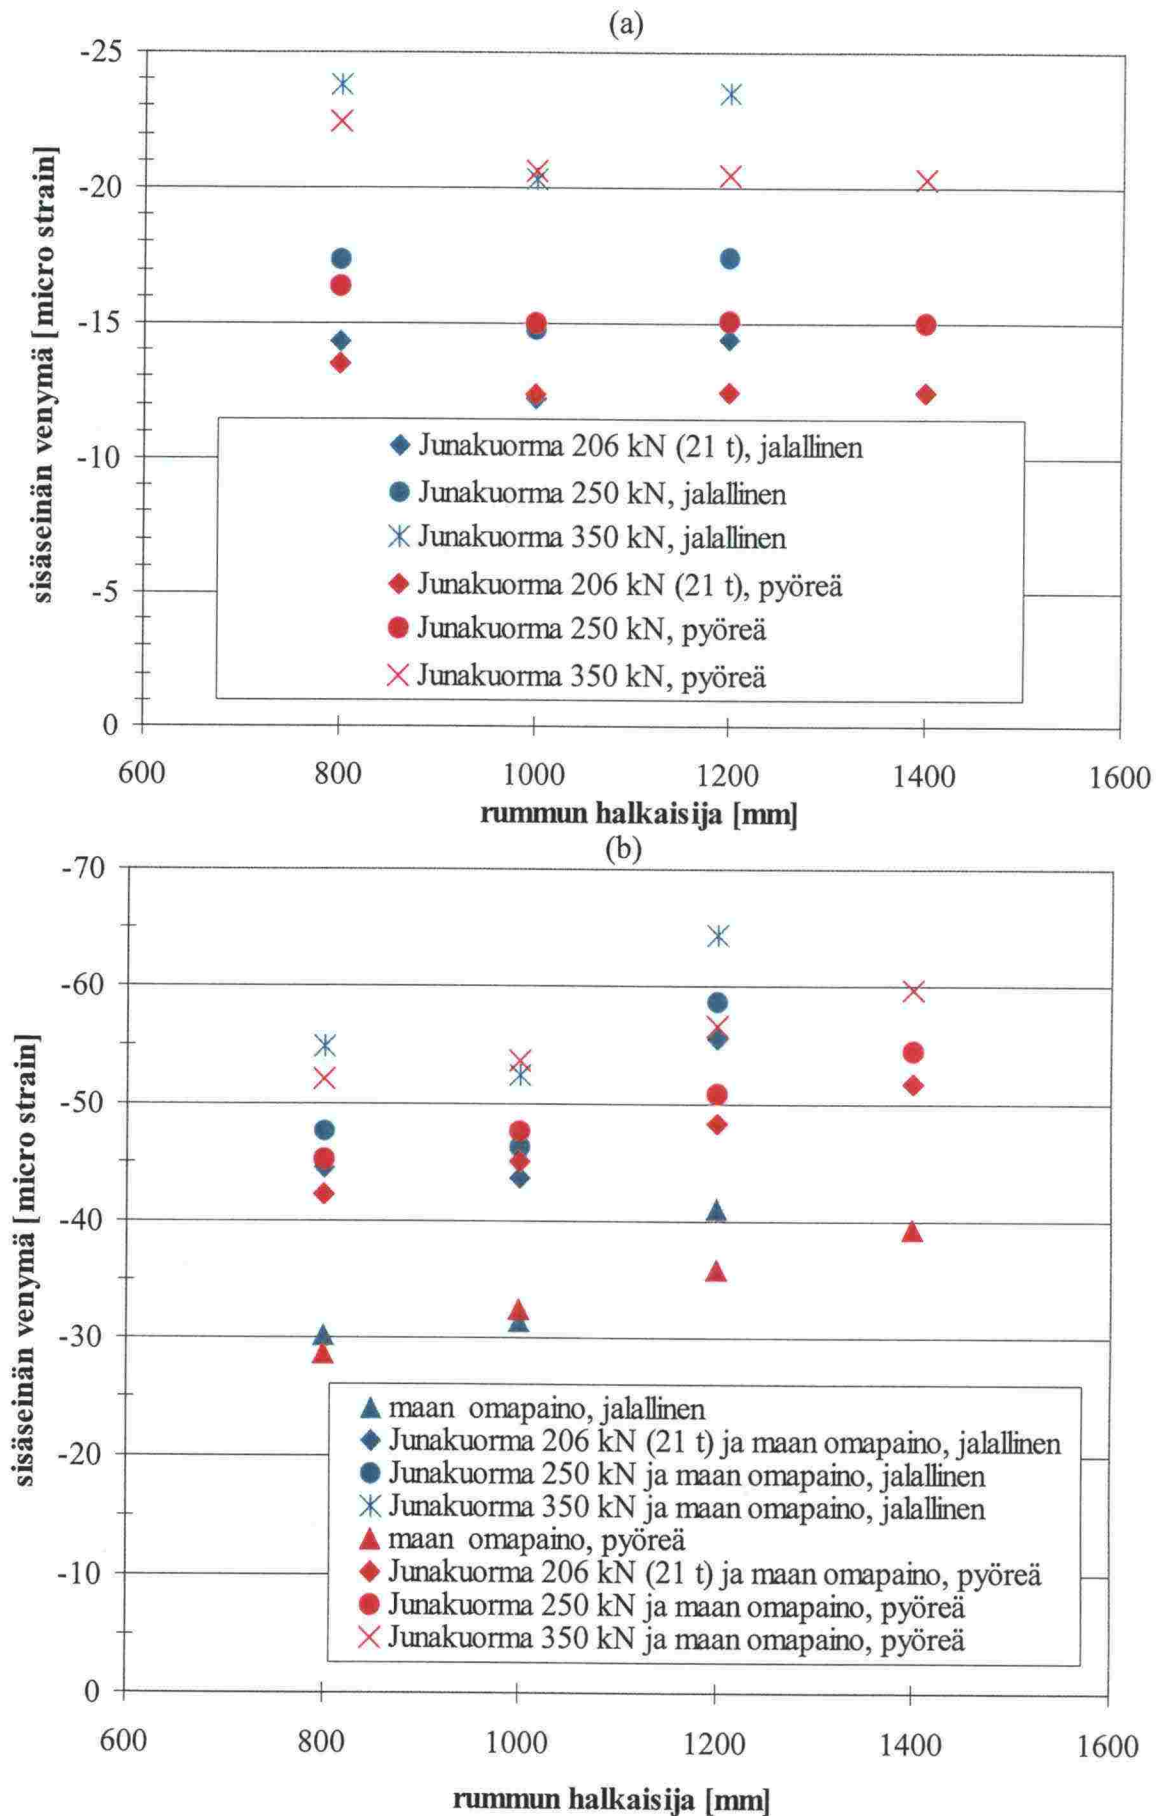 (a)
-25
-20
-15
-10
-5
0
sisäseinän venymä [micro strain]
Junakuorma 206 kN (21 t), jalallinen
Junakuorma 250 kN, jalallinen
Junakuorma 350 kN, jalallinen
Junakuorma 206 kN (21 t), pyöreä
Junakuorma 250 kN, pyöreä
Junakuorma 350 kN, pyöreä
600 800 1000 1200 1400 1600
rummun halkaisija [mm]
(b)
-70
-60
-50
-40
-30
-20
-10
0
sisäseinän venymä [micro strain]
maan omapaino, jalallinen
Junakuorma 206 kN (21 t) ja maan omapaino, jalallinen
Junakuorma 250 kN ja maan omapaino, jalallinen
Junakuorma 350 kN ja maan omapaino, jalallinen
maan omapaino, pyöreä
Junakuorma 206 kN (21 t) ja maan omapaino, pyöreä
Junakuorma 250 kN ja maan omapaino, pyöreä
Junakuorma 350 kN ja maan omapaino, pyöreä
600 800 1000 1200 1400 1600
rummun halkaisija [mm]